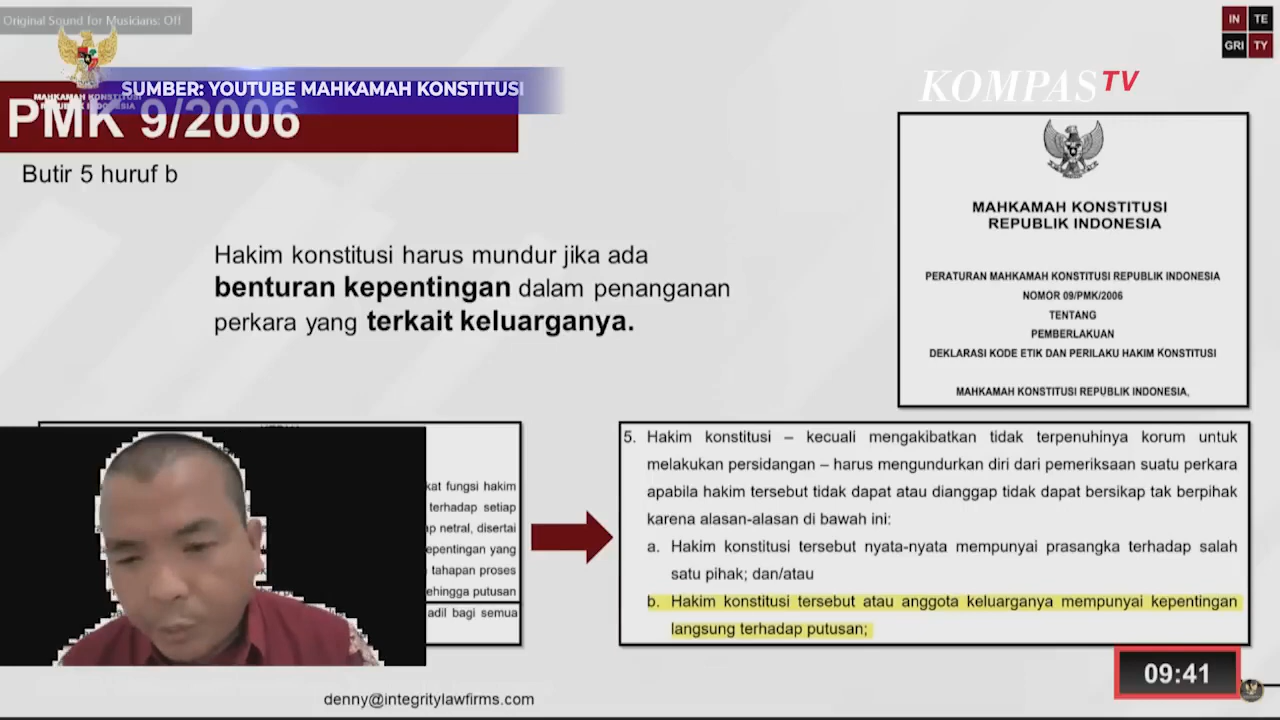 Original Sound for Musicians: Off
IN TE
GRI TY
SUMBER: YOUTUBE MAHKAMAH KONSTITUSI
KOMPAS TV
MAHKAMAH KONSTITUSI
REPUBLIK INDONESIA
PMK 9/2006
Butir 5 huruf b
Hakim konstitusi harus mundur jika ada
benturan kepentingan dalam penanganan
perkara yang terkait keluarganya.
MAHKAMAH KONSTITUSI
REPUBLIK INDONESIA
PERATURAN MAHKAMAH KONSTITUSI REPUBLIK INDONESIA
NOMOR 09/PMK/2006
TENTANG
PEMBERLAKUAN
DEKLARASI KODE ETIK DAN PERILAKU HAKIM KONSTITUSI
MAHKAMAH KONSTITUSI REPUBLIK INDONESIA,
fungsi hakim
terhadap setiap
netral, disertai
yang
tahapan proses
putusan
adil bagi semua
5. Hakim konstitusi – kecuali mengakibatkan tidak terpenuhinya korum untuk
melakukan persidangan – harus mengundurkan diri dari pemeriksaan suatu perkara
apabila hakim tersebut tidak dapat atau dianggap tidak dapat bersikap tak berpihak
karena alasan-alasan di bawah ini:
a. Hakim konstitusi tersebut nyata-nyata mempunyai prasangka terhadap salah
satu pihak; dan/atau
b. Hakim konstitusi tersebut atau anggota keluarganya mempunyai kepentingan
langsung terhadap putusan;
09:41
denny@integritylawfirms.com